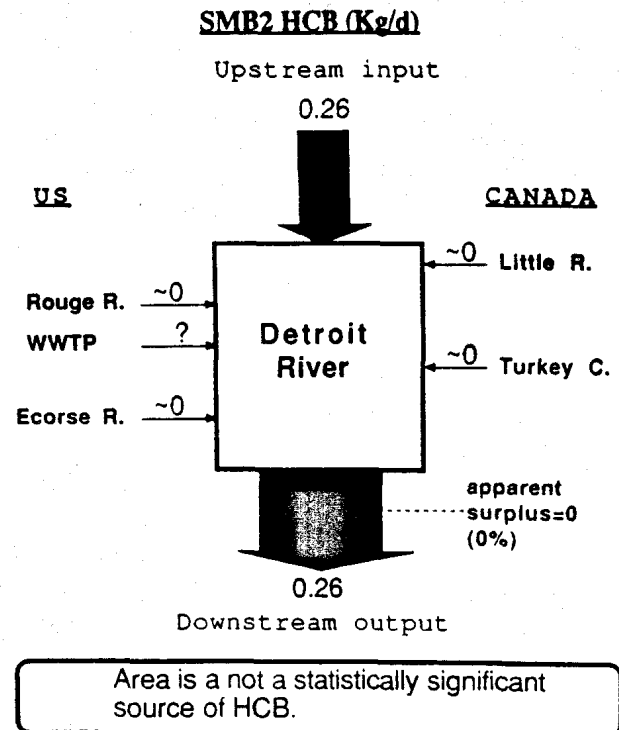 SMB2 HCB (Kg/d)
Upstream input
0.26
US
CANADA
~0 Little R.
Rouge R. ~0
WWTP ?
Detroit
River
~0 Turkey C.
Ecorse R. ~0
apparent
surplus=0
(0%)
0.26
Downstream output
Area is a not a statistically significant
source of HCB.